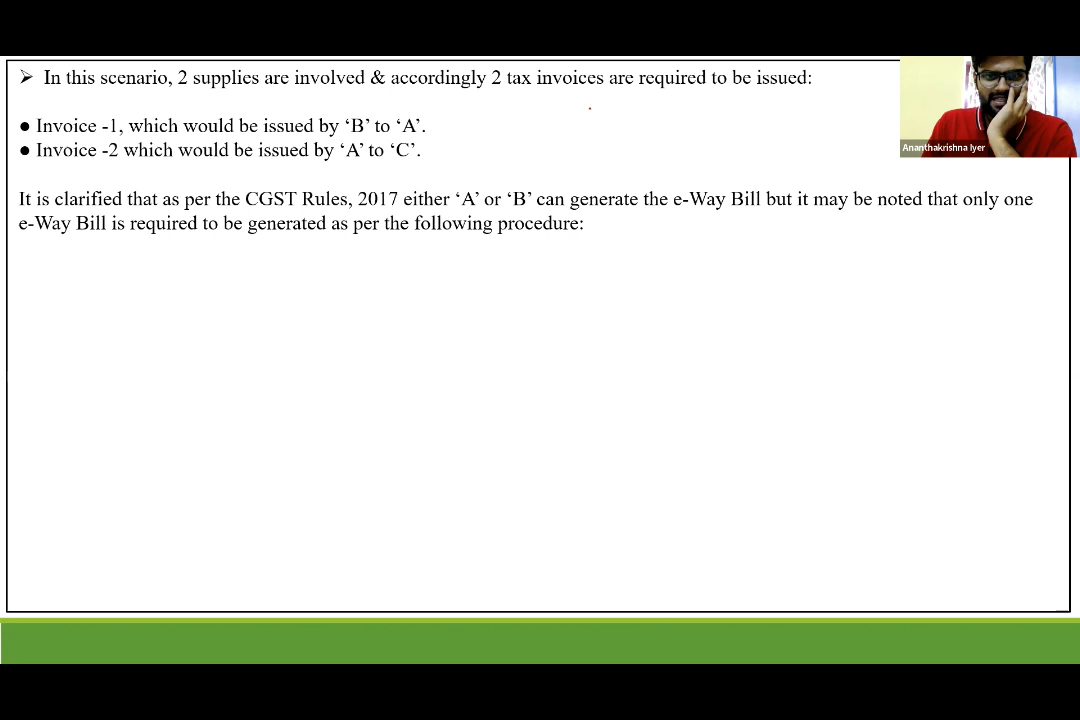 ➢ In this scenario, 2 supplies are involved & accordingly 2 tax invoices are required to be issued:
● Invoice -1, which would be issued by ‘B’ to ‘A’.
● Invoice -2 which would be issued by ‘A’ to ‘C’.
It is clarified that as per the CGST Rules, 2017 either ‘A’ or ‘B’ can generate the e-Way Bill but it may be noted that only one
e-Way Bill is required to be generated as per the following procedure:
Ananthakrishna Iyer